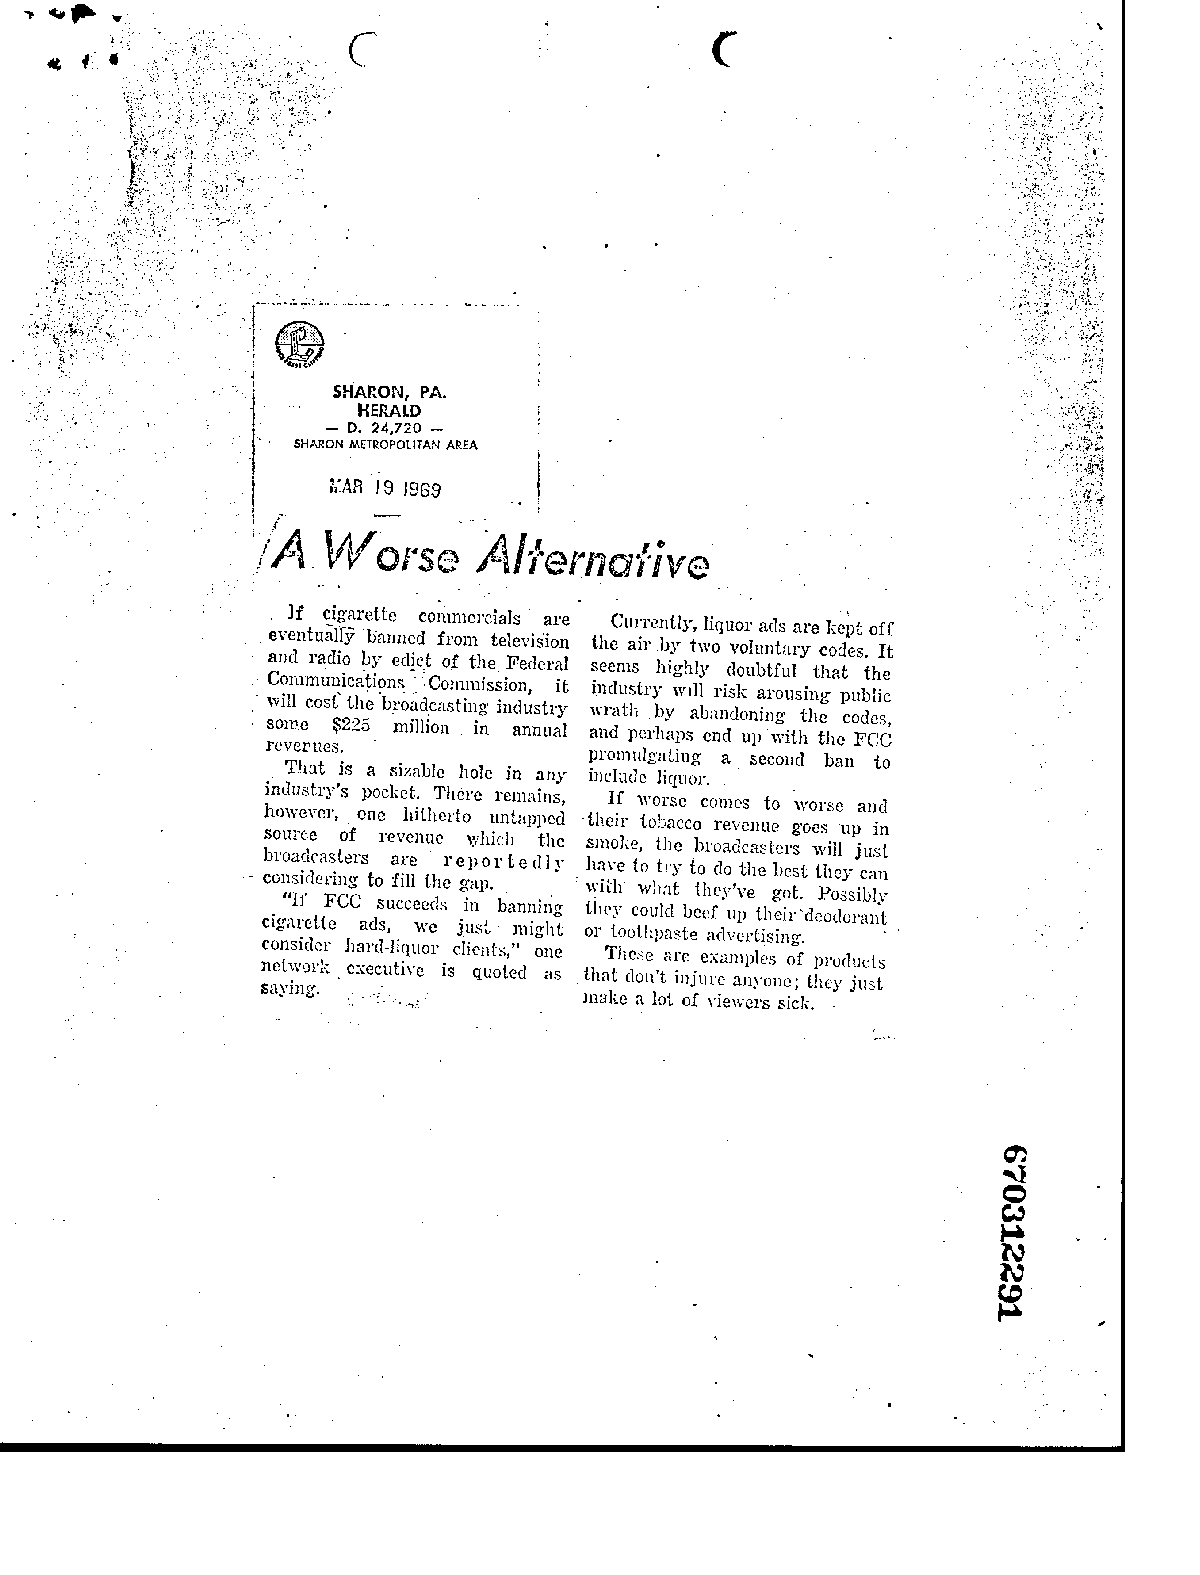 SHARON, PA.
HERALD
— D. 24,720 —
SHARON METROPOLITAN AREA
MAR 19 1969
A Worse Alternative
If cigarette commercials are
eventually banned from television
and radio by edict of the Federal
Communications Commission, it
will cost the broadcasting industry
some $225 million in annual
revenues.
That is a sizable hole in any
industry's pocket. There remains,
however, one hitherto untapped
source of revenue which the
broadcasters are reportedly
considering to fill the gap.
"If FCC succeeds in banning
cigarette ads, we just might
consider hard-liquor clients," one
network executive is quoted as
saying.
Currently, liquor ads are kept off
the air by two voluntary codes. It
seems highly doubtful that the
industry will risk arousing public
wrath by abandoning the codes,
and perhaps end up with the FCC
promulgating a second ban to
include liquor.
If worse comes to worse and
their tobacco revenue goes up in
smoke, the broadcasters will just
have to try to do the best they can
with what they've got. Possibly
they could beef up their deodorant
or toothpaste advertising.
These are examples of products
that don't injure anyone; they just
make a lot of viewers sick.
670312291